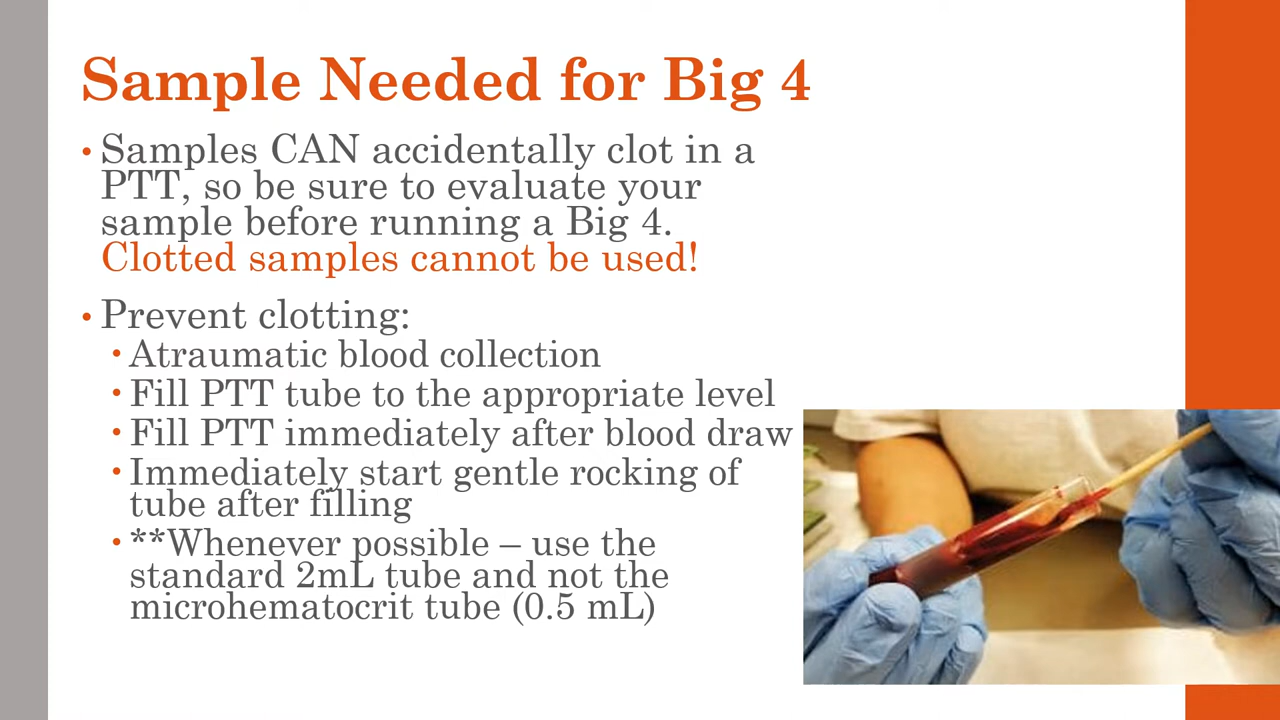 Sample Needed for Big 4
• Samples CAN accidentally clot in a
PTT, so be sure to evaluate your
sample before running a Big 4.
Clotted samples cannot be used!
• Prevent clotting:
• Atraumatic blood collection
• Fill PTT tube to the appropriate level
• Fill PTT immediately after blood draw
• Immediately start gentle rocking of
tube after filling
• **Whenever possible – use the
standard 2mL tube and not the
microhematocrit tube (0.5 mL)